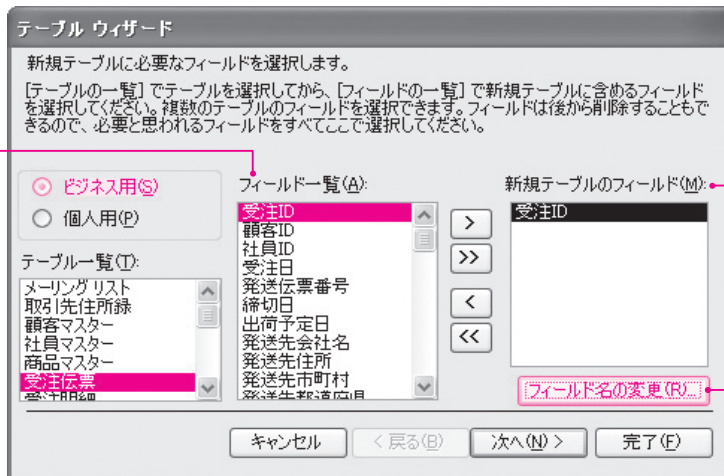 テーブル ウィザード
新規テーブルに必要なフィールドを選択します。
[テーブルの一覧] でテーブルを選択してから、[フィールドの一覧] で新規テーブルに含めるフィールド
を選択してください。複数のテーブルのフィールドを選択できます。フィールドは後から削除することもで
きるので、必要と思われるフィールドをすべてここで選択してください。
ビジネス用(S)
個人用(P)
テーブル一覧(T):
メーリング リスト
取引先住所録
顧客マスター
社員マスター
商品マスター
受注伝票
受注明細
フィールド一覧(A):
受注ID
顧客ID
社員ID
受注日
発送伝票番号
締切日
出荷予定日
発送先会社名
発送先住所
発送先市町村
発送先都道府県
>
>>
<
<<
新規テーブルのフィールド(M):
受注ID
フィールド名の変更(R)...
キャンセル
< 戻る(B)
次へ(N) >
完了(F)